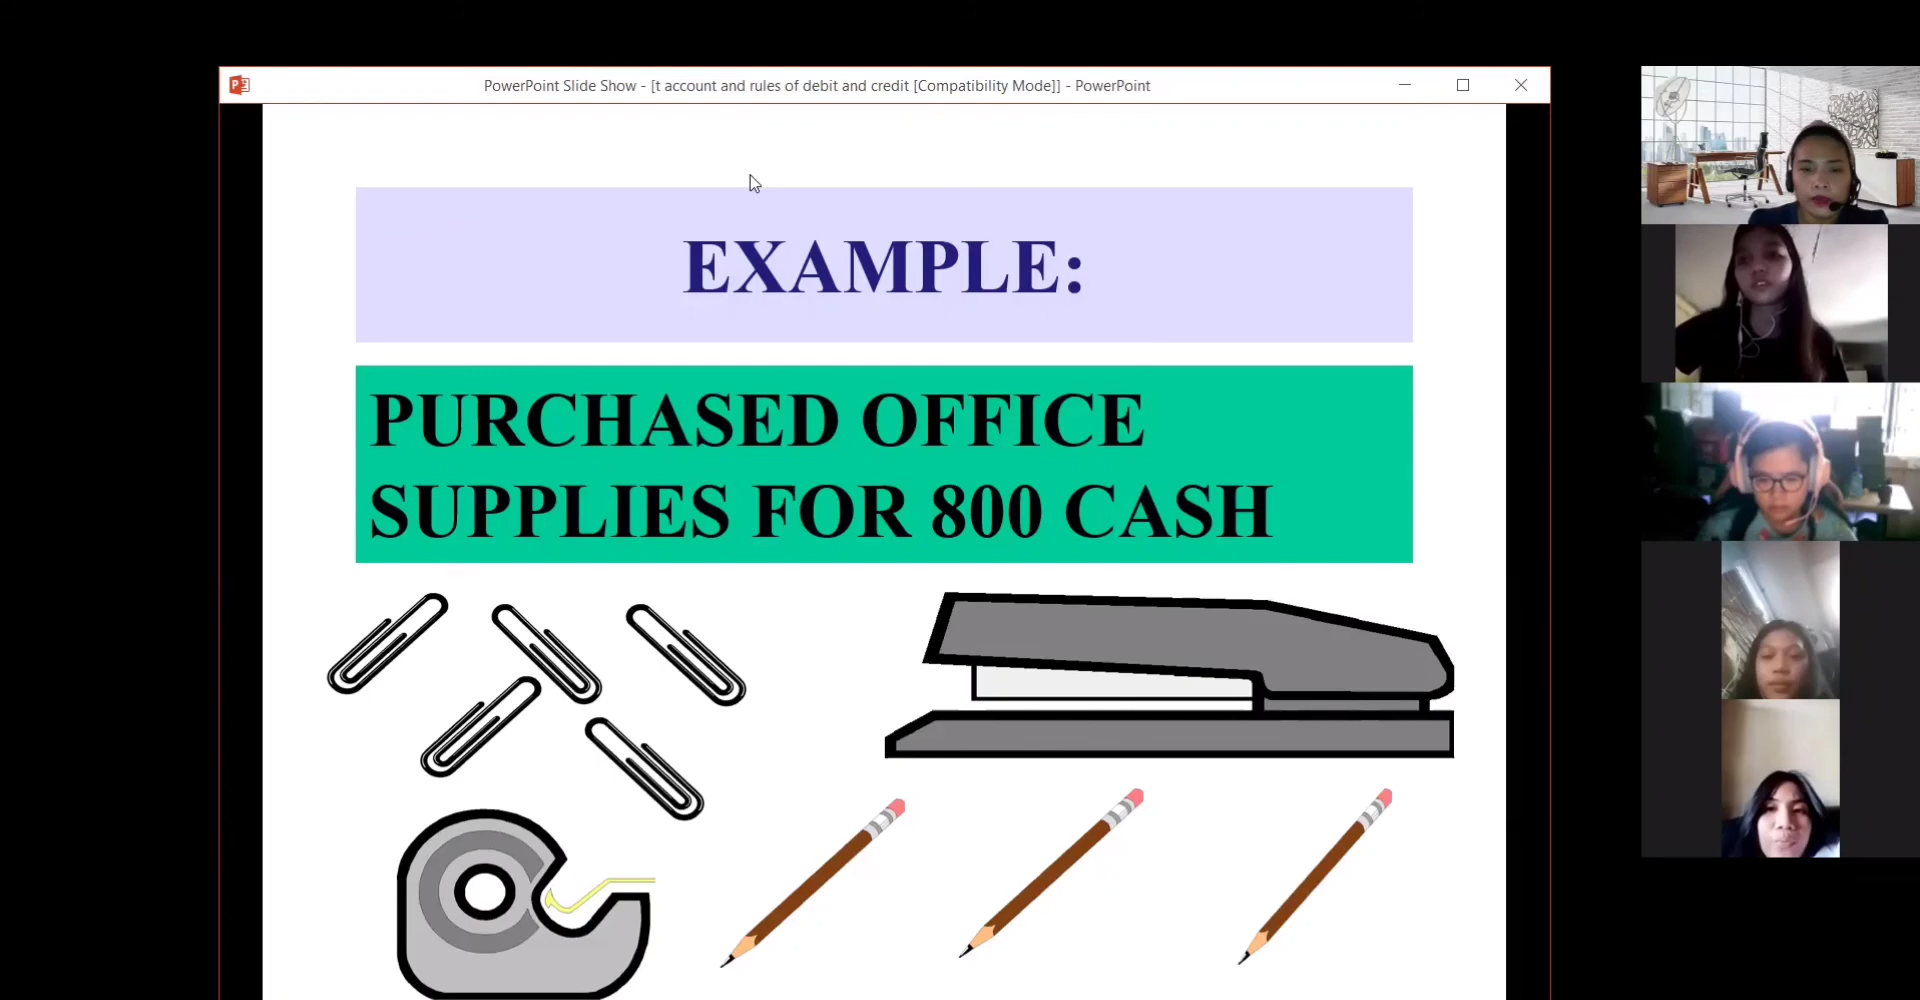 PowerPoint Slide Show - [t account and rules of debit and credit [Compatibility Mode]] - PowerPoint
EXAMPLE:
PURCHASED OFFICE
SUPPLIES FOR 800 CASH